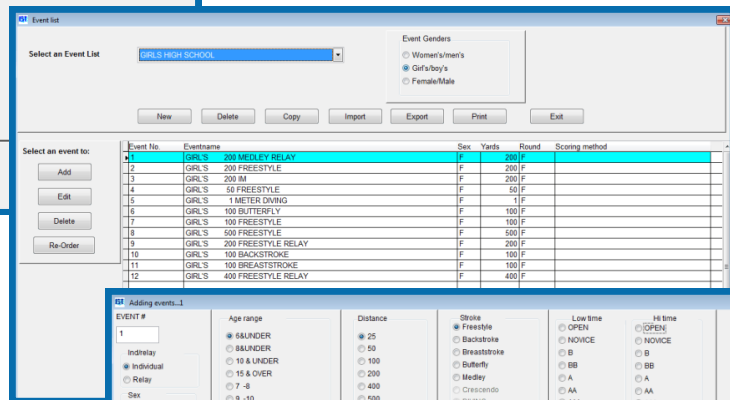 IST Event list
Select an Event List
GIRLS HIGH SCHOOL
Event Genders
Women's/men's
Girl's/boy's
Female/Male
New Delete Copy Import Export Print Exit
Select an event to:
Add
Edit
Delete
Re-Order
Event No. Eventname Sex Yards Round Scoring method
1 GIRL'S 200 MEDLEY RELAY F 200 F
2 GIRL'S 200 FREESTYLE F 200 F
3 GIRL'S 200 IM F 200 F
4 GIRL'S 50 FREESTYLE F 50 F
5 GIRL'S 1 METER DIVING F 1 F
6 GIRL'S 100 BUTTERFLY F 100 F
7 GIRL'S 100 FREESTYLE F 100 F
8 GIRL'S 500 FREESTYLE F 500 F
9 GIRL'S 200 FREESTYLE RELAY F 200 F
10 GIRL'S 100 BACKSTROKE F 100 F
11 GIRL'S 100 BREASTSTROKE F 100 F
12 GIRL'S 400 FREESTYLE RELAY F 400 F
IST Adding events...1
EVENT #
1
Ind/relay
Individual
Relay
Sex
Age range
6&UNDER
8&UNDER
10 & UNDER
15 & OVER
7 -8
9 -10
Distance
25
50
100
200
400
500
Stroke
Freestyle
Backstroke
Breaststroke
Butterfly
Medley
Crescendo
Low time
OPEN
NOVICE
B
BB
A
AA
Hi time
OPEN
NOVICE
B
BB
A
AA